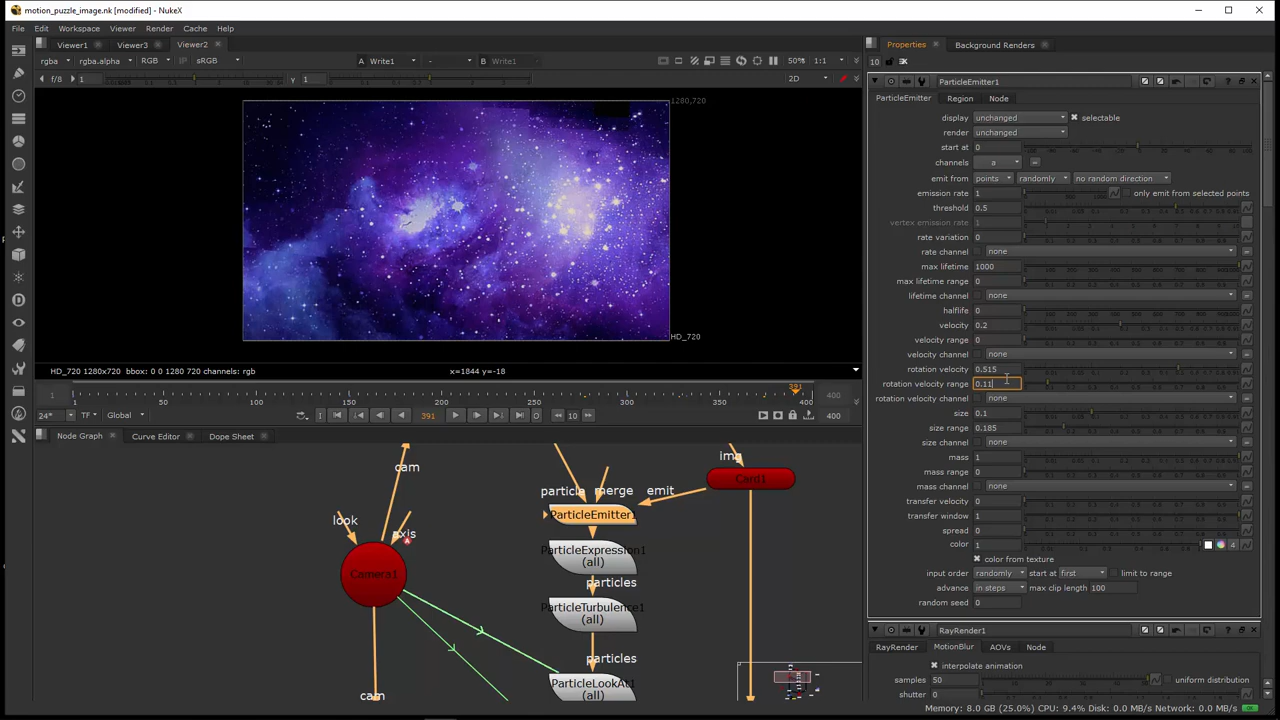 motion_puzzle_image.nk [modified] - NukeX
File Edit Workspace Viewer Render Cache Help
Viewer1 Viewer3 Viewer2
rgba rgba.alpha RGB IP sRGB A Write1 - B Write1 50% 1:1
f/8 1 y 1 2D
1280,720
HD_720
HD_720 1280x720 bbox: 0 0 1280 720 channels: rgb x=1844 y=-18
1 50 100 150 200 250 300 350 391 400
24* TF Global 391 10 400
Node Graph Curve Editor Dope Sheet
cam
img
Card1
particle merge emit
ParticleEmitter1
look
axis
ParticleExpression1
(all)
Camera1
particles
ParticleTurbulence1
(all)
particles
ParticleLookAt1
(all)
cam
Properties Background Renders
10
ParticleEmitter1
ParticleEmitter Region Node
display unchanged selectable
render unchanged
start at 0
channels a
emit from points randomly no random direction
emission rate 1 only emit from selected points
threshold 0.5
vertex emission rate 1
rate variation 0
rate channel none
max lifetime 1000
max lifetime range 0
lifetime channel none
halflife 0
velocity 0.2
velocity range 0
velocity channel none
rotation velocity 0.515
rotation velocity range 0.11
rotation velocity channel none
size 0.1
size range 0.185
size channel none
mass 1
mass range 0
mass channel none
transfer velocity 0
transfer window 1
spread 0
color 1 4
color from texture
input order randomly start at first limit to range
advance in steps max clip length 100
random seed 0
RayRender1
RayRender MotionBlur AOVs Node
interpolate animation
samples 50 uniform distribution
shutter 0
Memory: 8.0 GB (25.0%) CPU: 9.4% Disk: 0.0 MB/s Network: 0.0 MB/s